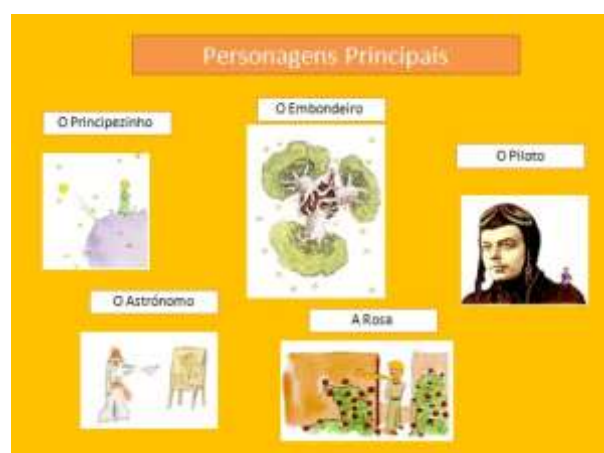 Personagens Principais
O Principezinho
O Embondeiro
O Piloto
O Astrónomo
A Rosa